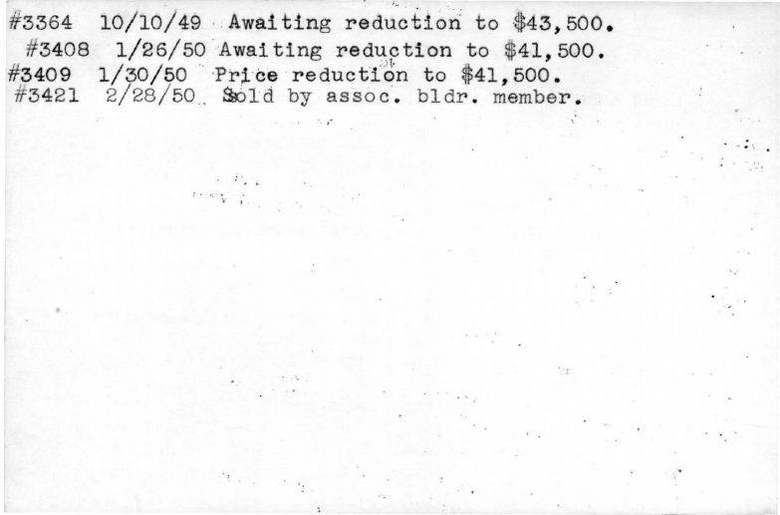 #3364 10/10/49 Awaiting reduction to $43,500.
#3408 1/26/50 Awaiting reduction to $41,500.
#3409 1/30/50 Price reduction to $41,500.
#3421 2/28/50 Sold by assoc. bldr. member.